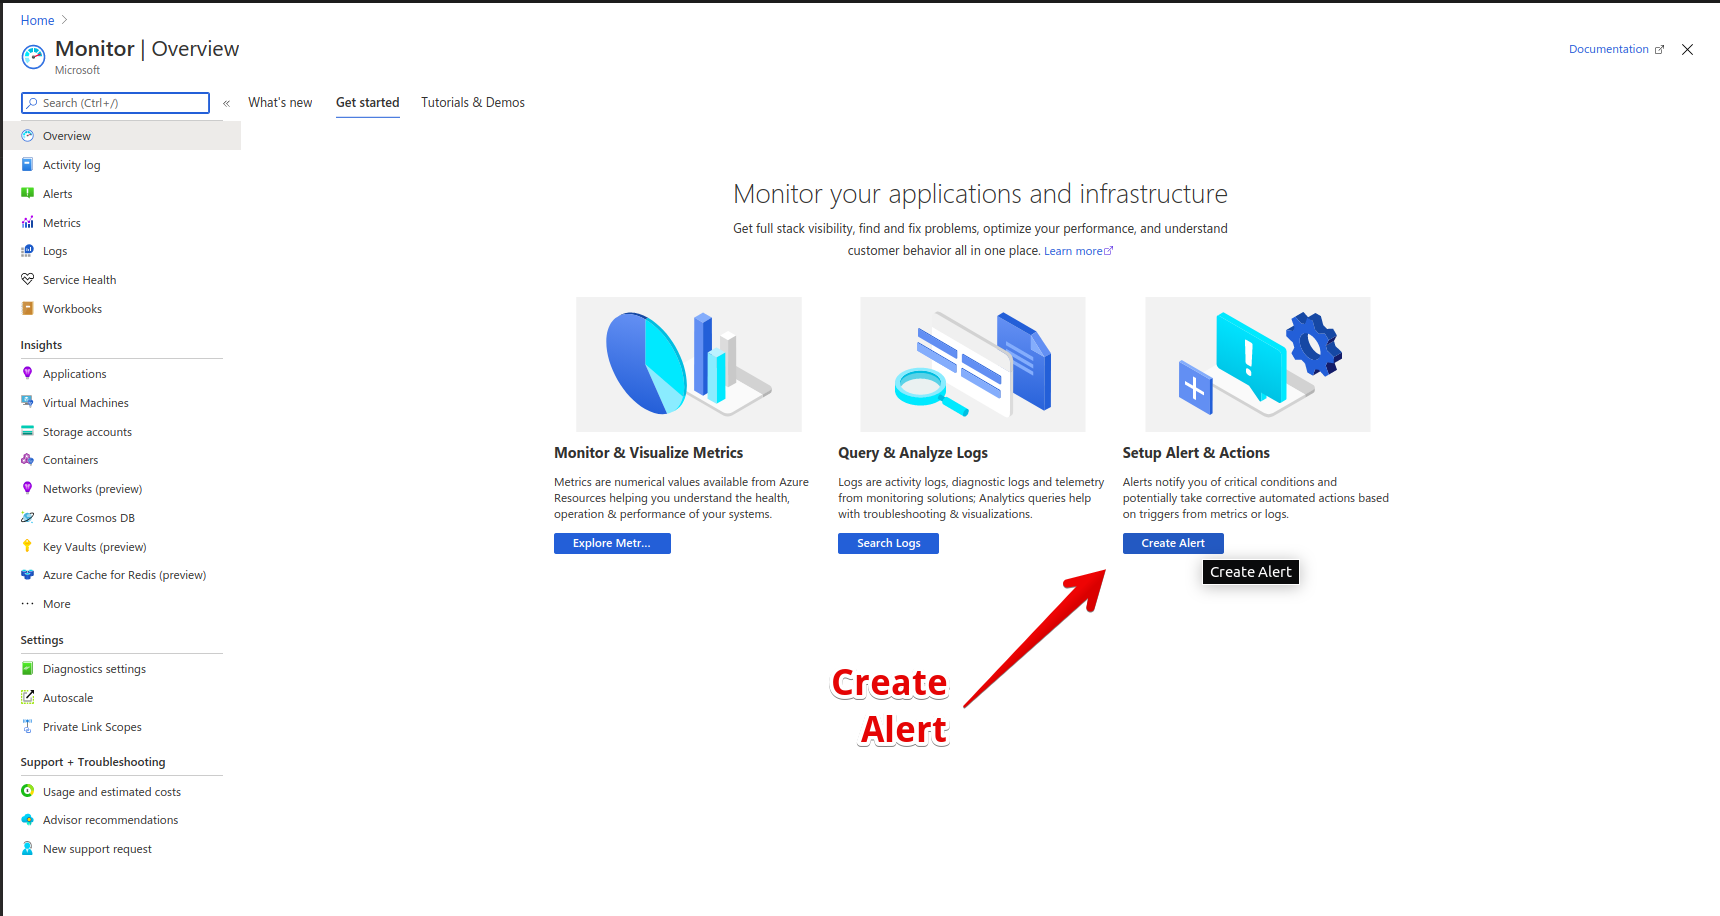 Home
Monitor | Overview
Microsoft
Documentation
Search (Ctrl+/)
«
What's new
Get started
Tutorials & Demos
Overview
Activity log
Alerts
Metrics
Logs
Service Health
Workbooks
Insights
Applications
Virtual Machines
Storage accounts
Containers
Networks (preview)
Azure Cosmos DB
Key Vaults (preview)
Azure Cache for Redis (preview)
More
Settings
Diagnostics settings
Autoscale
Private Link Scopes
Support + Troubleshooting
Usage and estimated costs
Advisor recommendations
New support request
Monitor your applications and infrastructure
Get full stack visibility, find and fix problems, optimize your performance, and understand
customer behavior all in one place. Learn more
Monitor & Visualize Metrics
Metrics are numerical values available from Azure
Resources helping you understand the health,
operation & performance of your systems.
Explore Metr...
Query & Analyze Logs
Logs are activity logs, diagnostic logs and telemetry
from monitoring solutions; Analytics queries help
with troubleshooting & visualizations.
Search Logs
Setup Alert & Actions
Alerts notify you of critical conditions and
potentially take corrective automated actions based
on triggers from metrics or logs.
Create Alert
Create Alert
Create
Alert